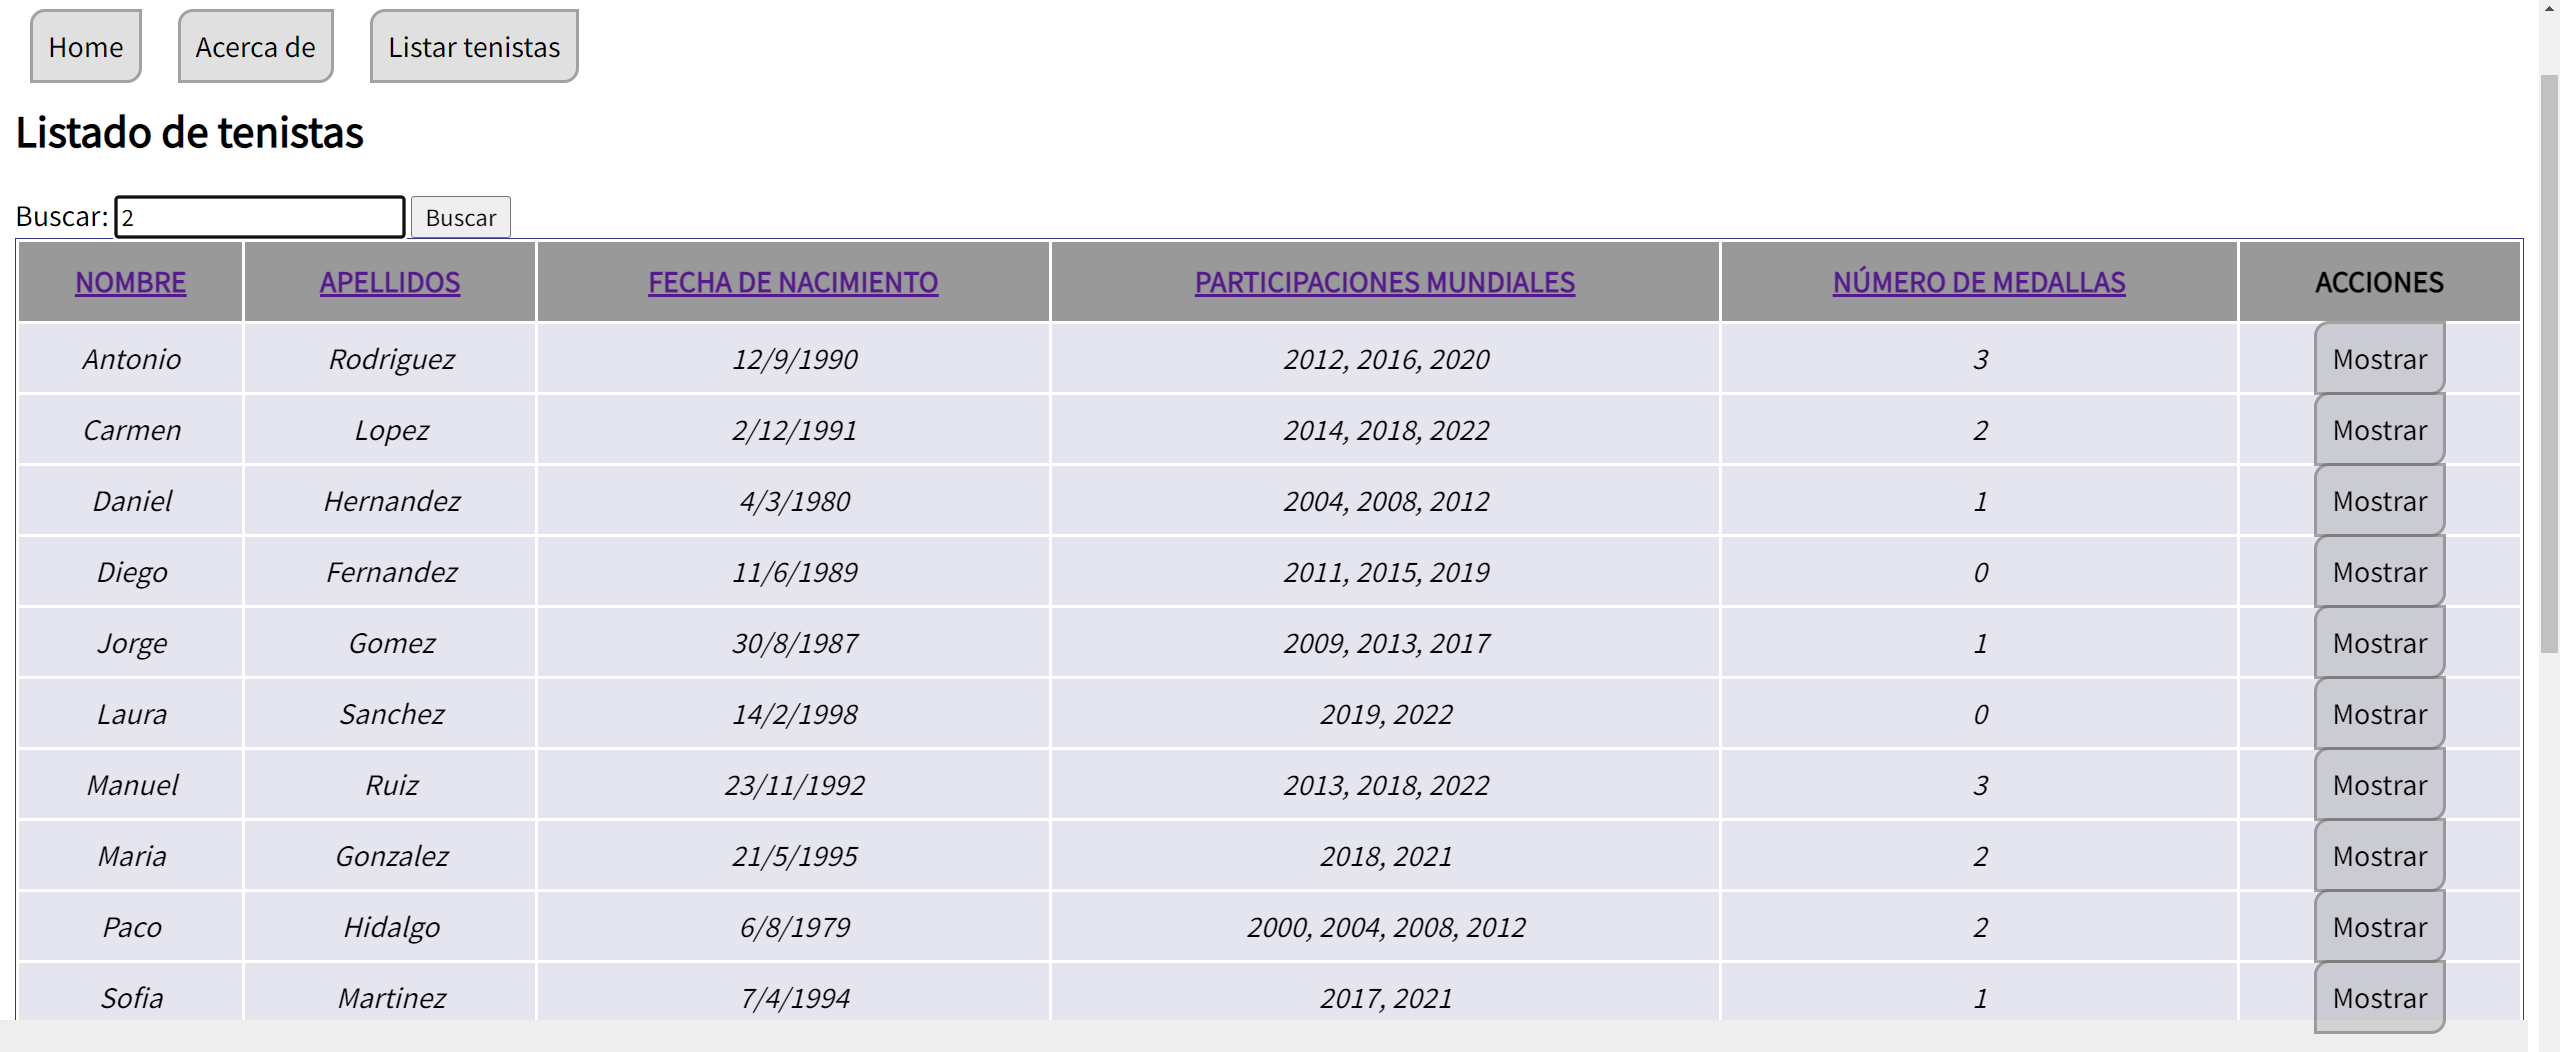 Home Acerca de Listar tenistas
Listado de tenistas
Buscar: 2 Buscar
NOMBRE APELLIDOS FECHA DE NACIMIENTO PARTICIPACIONES MUNDIALES NÚMERO DE MEDALLAS ACCIONES
Antonio Rodriguez 12/9/1990 2012, 2016, 2020 3 Mostrar
Carmen Lopez 2/12/1991 2014, 2018, 2022 2 Mostrar
Daniel Hernandez 4/3/1980 2004, 2008, 2012 1 Mostrar
Diego Fernandez 11/6/1989 2011, 2015, 2019 0 Mostrar
Jorge Gomez 30/8/1987 2009, 2013, 2017 1 Mostrar
Laura Sanchez 14/2/1998 2019, 2022 0 Mostrar
Manuel Ruiz 23/11/1992 2013, 2018, 2022 3 Mostrar
Maria Gonzalez 21/5/1995 2018, 2021 2 Mostrar
Paco Hidalgo 6/8/1979 2000, 2004, 2008, 2012 2 Mostrar
Sofia Martinez 7/4/1994 2017, 2021 1 Mostrar